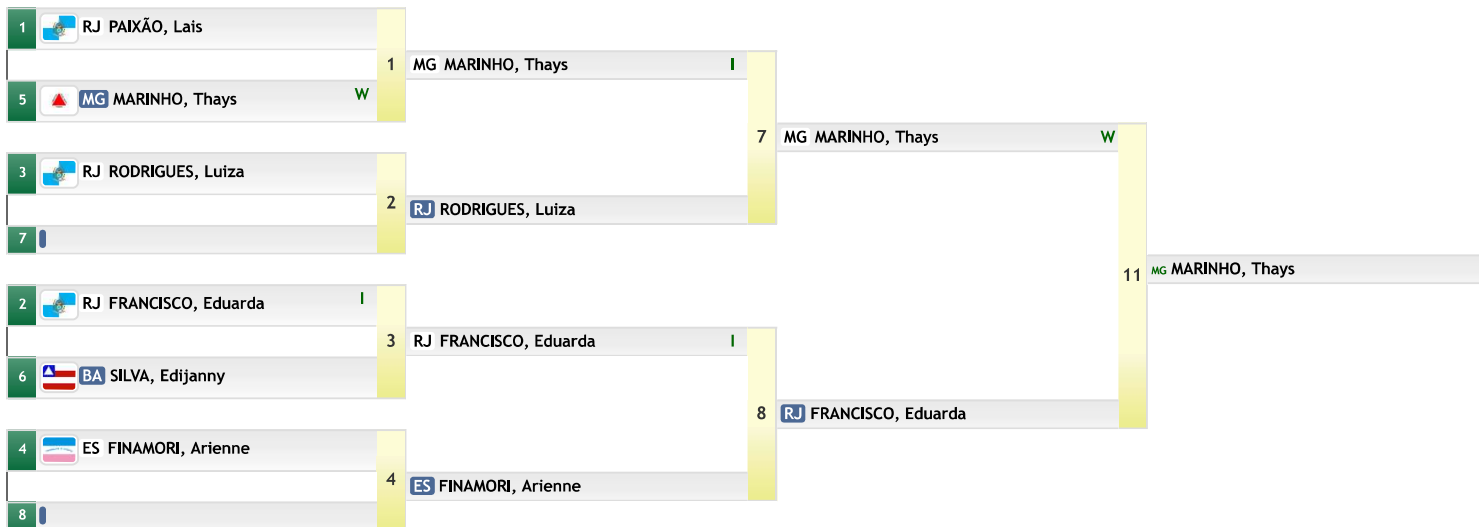 1 RJ PAIXÃO, Lais
1 MG MARINHO, Thays I
5 MG MARINHO, Thays W
7 MG MARINHO, Thays W
3 RJ RODRIGUES, Luiza
2 RJ RODRIGUES, Luiza
7
11 MG MARINHO, Thays
2 RJ FRANCISCO, Eduarda I
3 RJ FRANCISCO, Eduarda I
6 BA SILVA, Edijanny
8 RJ FRANCISCO, Eduarda
4 ES FINAMORI, Arienne
4 ES FINAMORI, Arienne
8